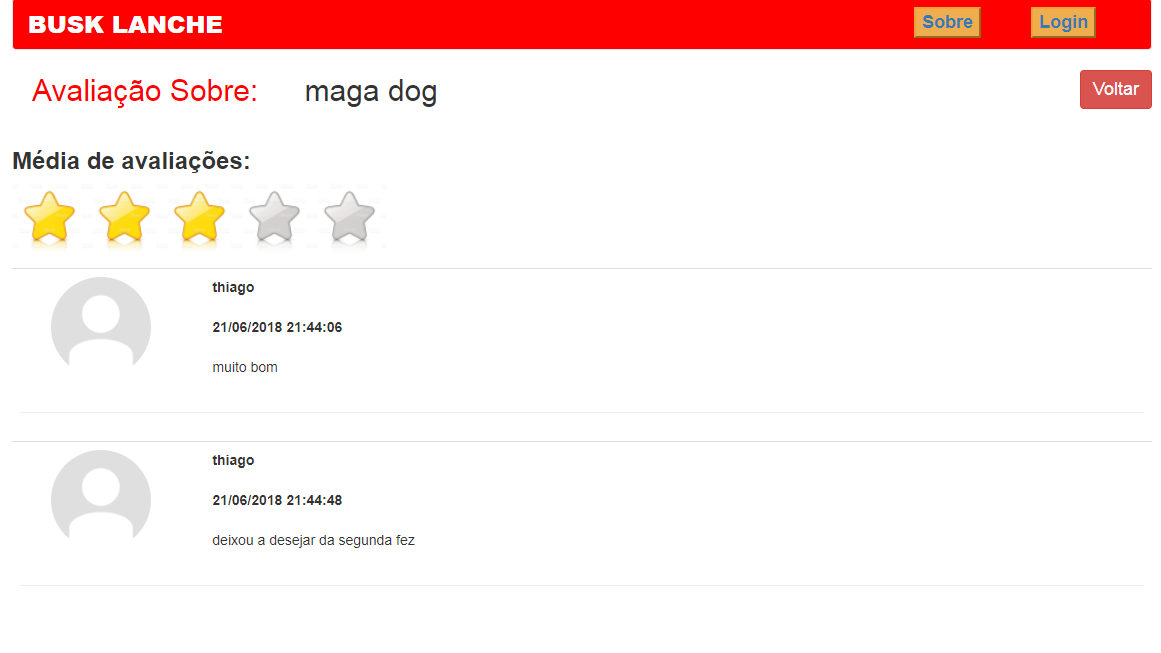 BUSK LANCHE
Sobre
Login
Avaliação Sobre: maga dog
Voltar
Média de avaliações:
thiago
21/06/2018 21:44:06
muito bom
thiago
21/06/2018 21:44:48
deixou a desejar da segunda fez